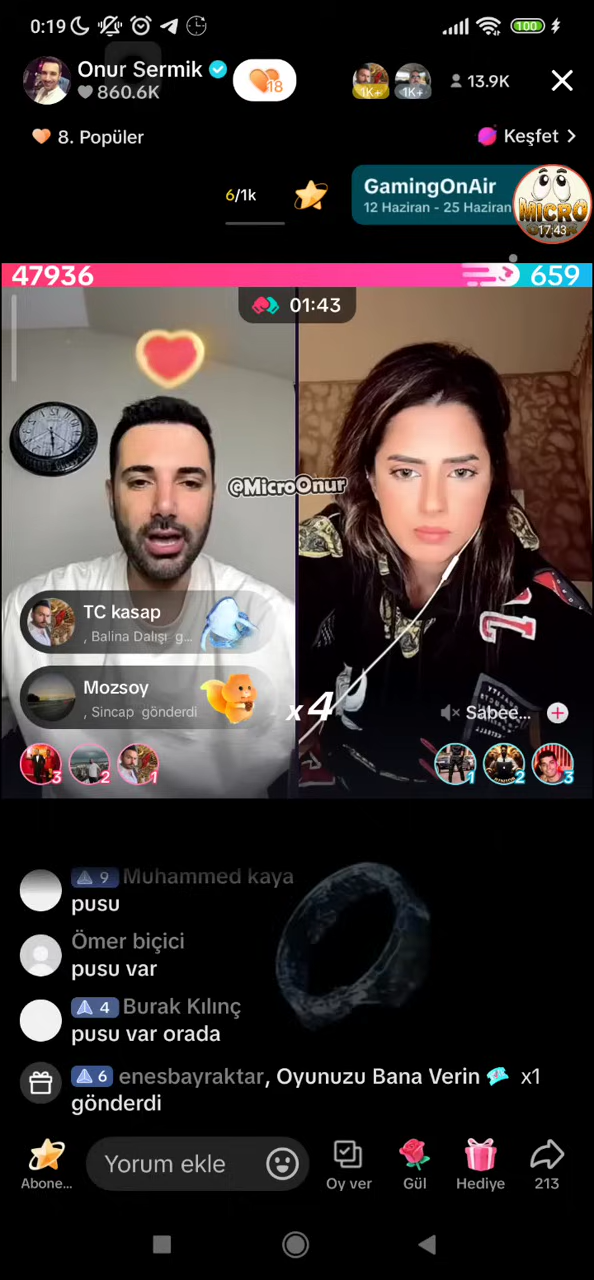 0:19
100
Onur Sermik
860.6K
18
1K+
1K+
13.9K
8. Popüler
Keşfet
6/1k
GamingOnAir
12 Haziran - 25 Haziran
MiCRO
17:43
47936
659
01:43
@MicroOnur
TC kasap
, Balina Dalışı g...
Mozsoy
, Sincap gönderdi
x4
Sabee...
3
2
1
1
2
3
9 Muhammed kaya
pusu
Ömer biçici
pusu var
4 Burak Kılınç
pusu var orada
6 enesbayraktar, Oyunuzu Bana Verin x1
gönderdi
Abone...
Yorum ekle
Oy ver
Gül
Hediye
213